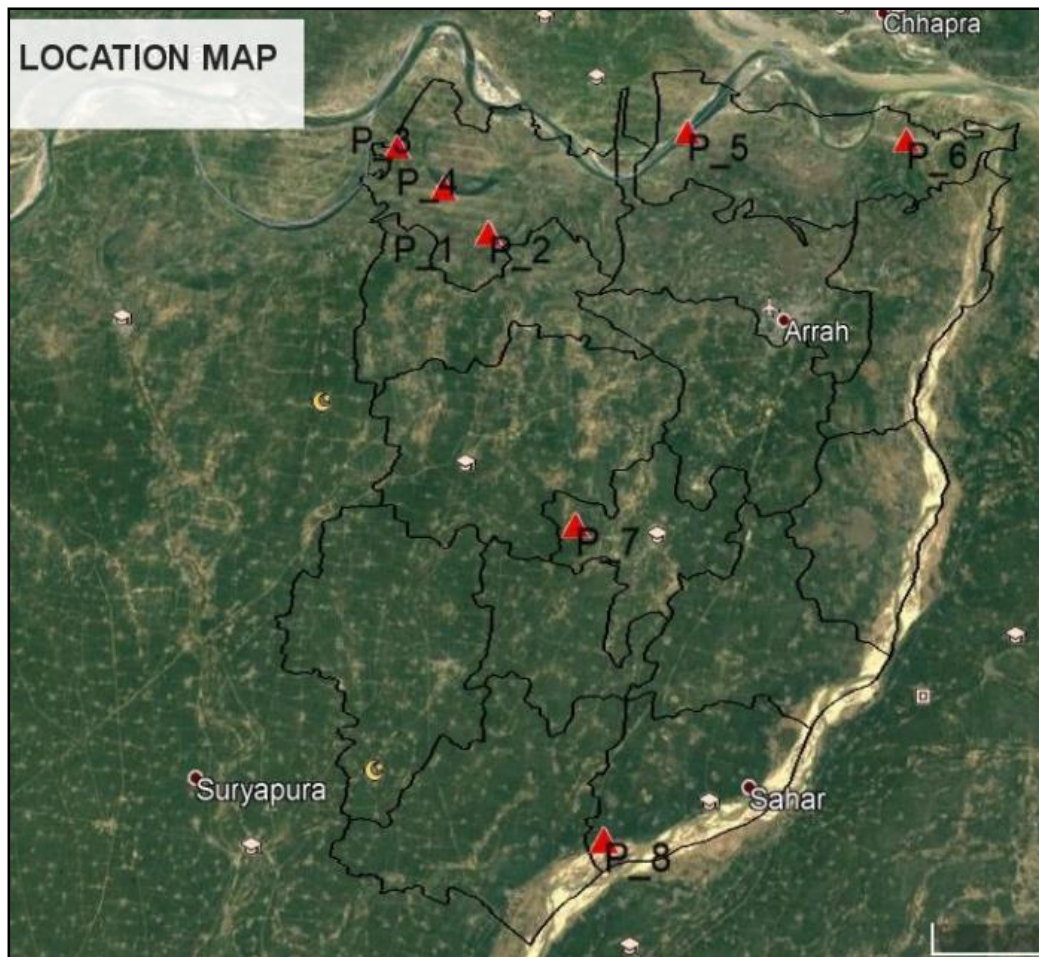 Chhapra
LOCATION MAP
P_3
P_5
P_6
P_4
P_1
P_2
Arrah
P_7
Suryapura
Sahar
P_8